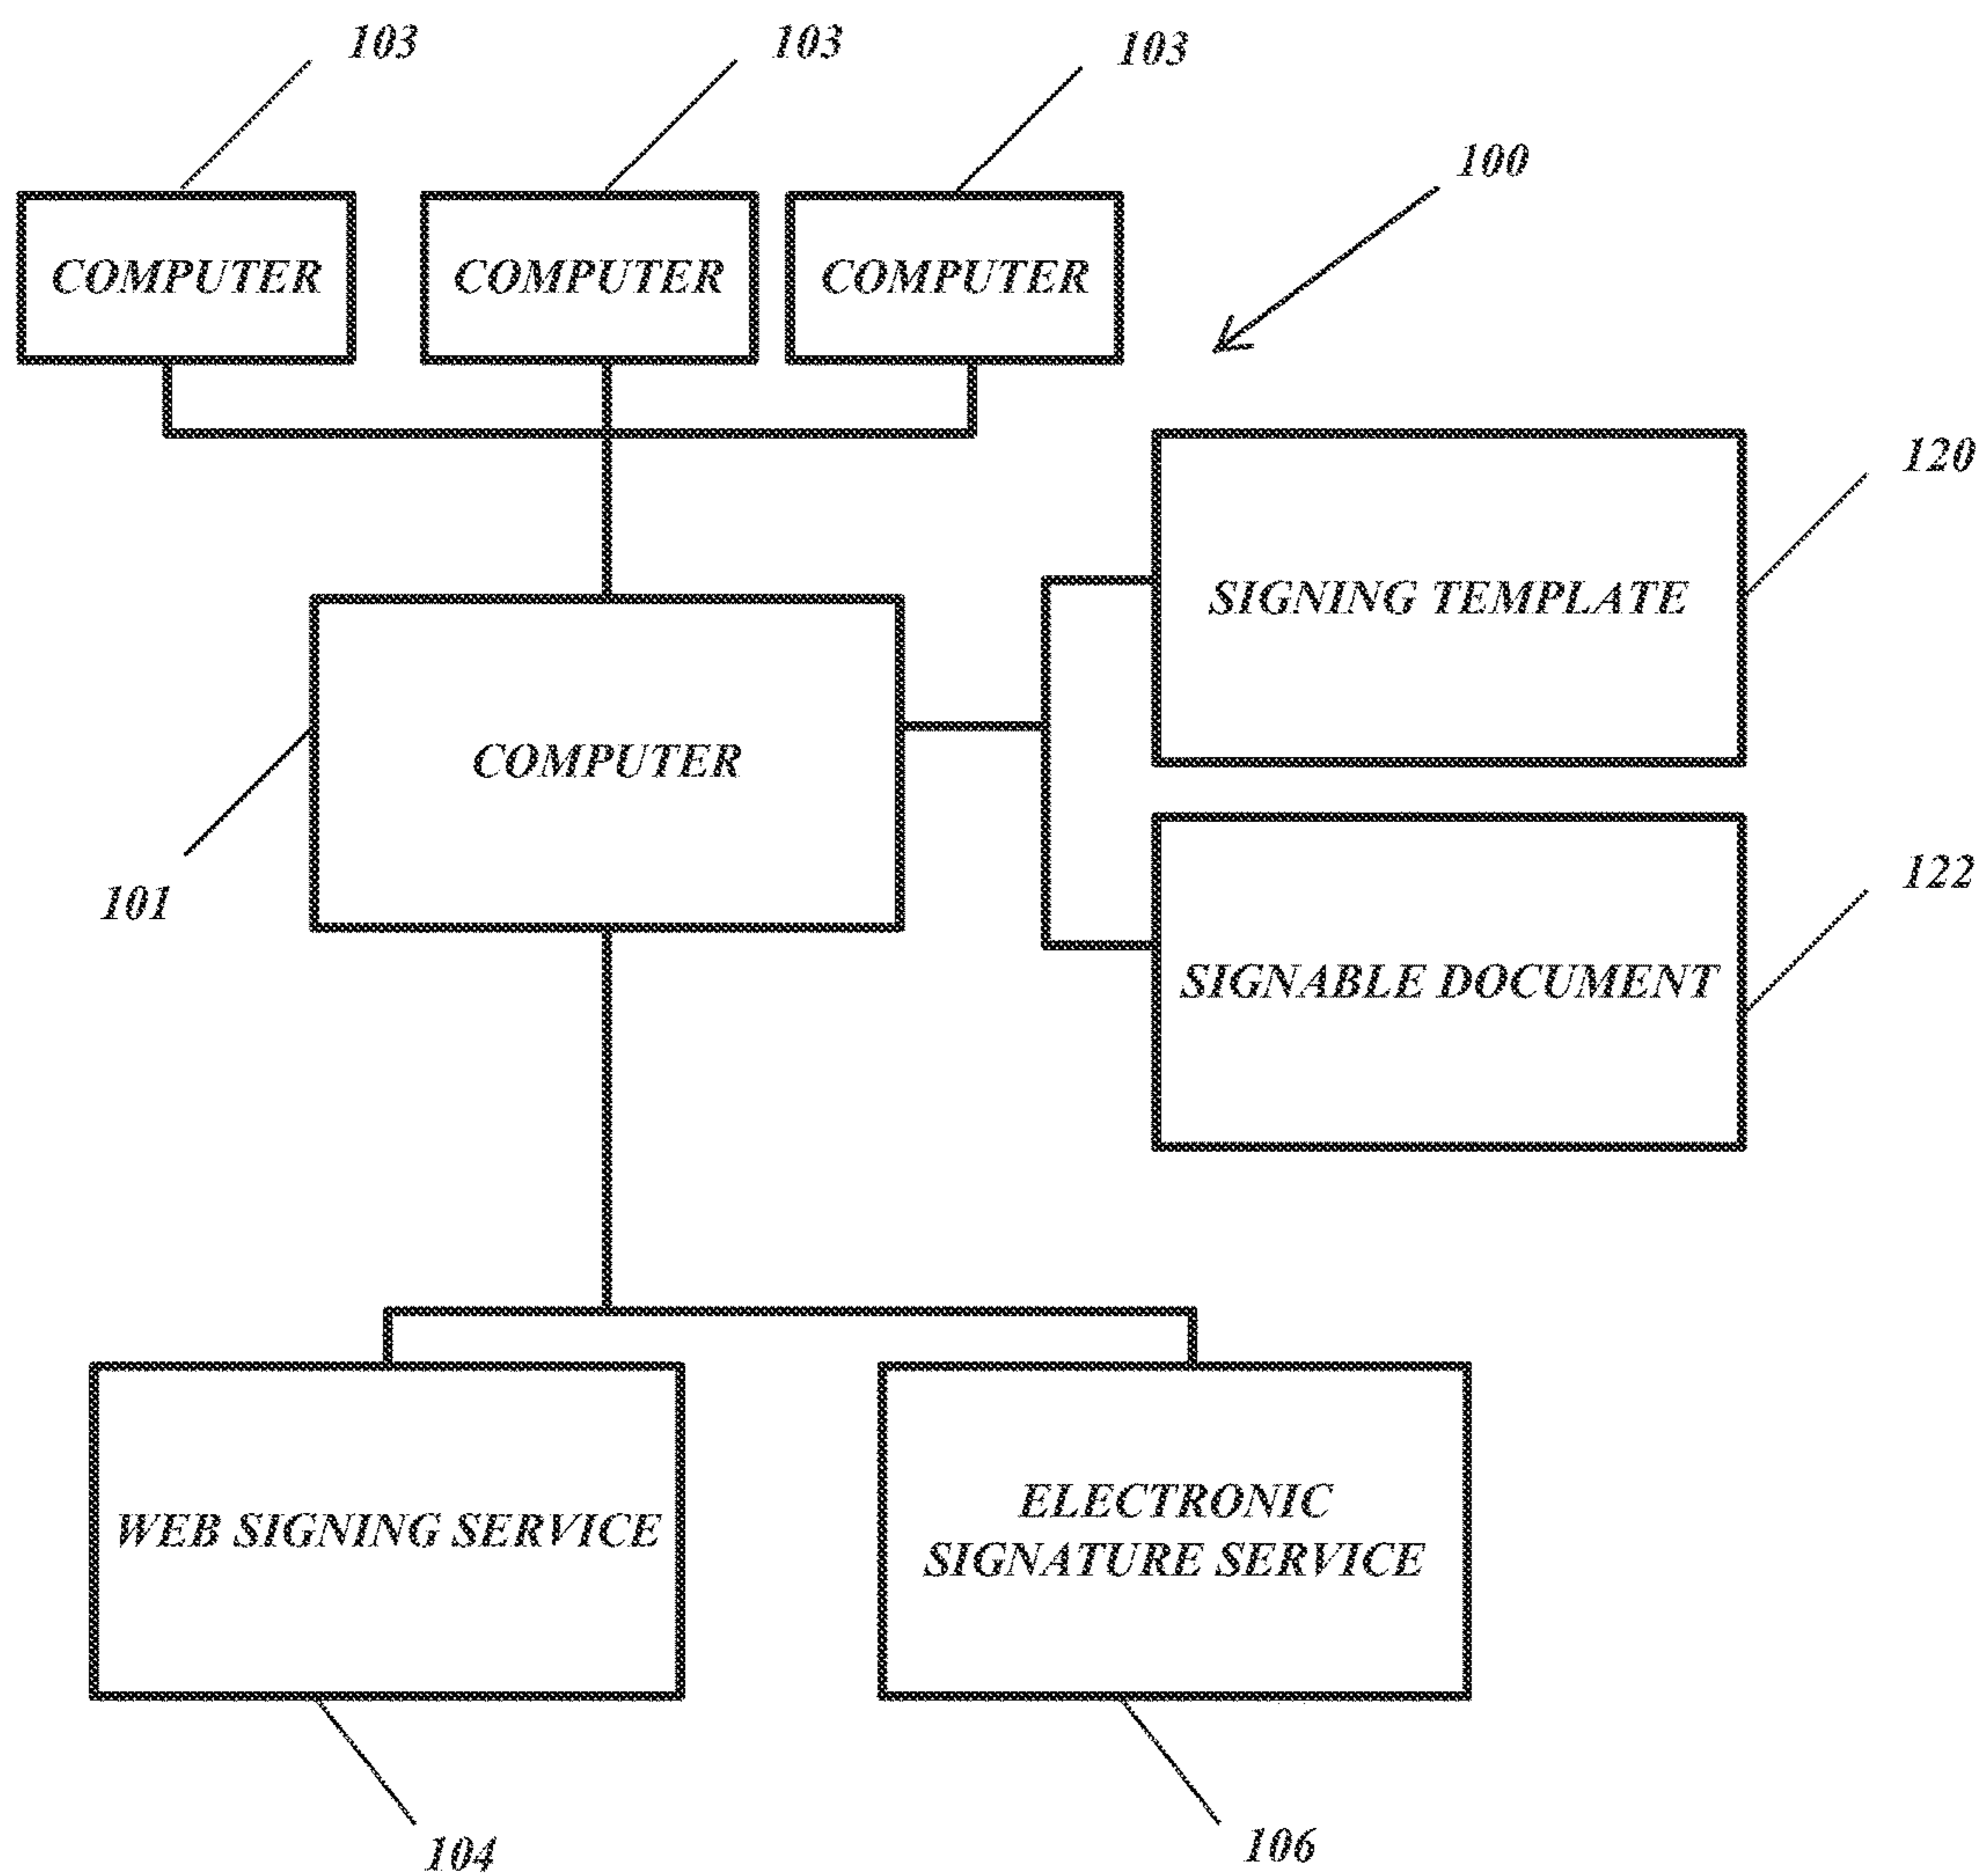 103
103
103
100
COMPUTER
COMPUTER
COMPUTER
120
SIGNING TEMPLATE
COMPUTER
101
122
SIGNABLE DOCUMENT
WEB SIGNING SERVICE
ELECTRONIC
SIGNATURE SERVICE
104
106